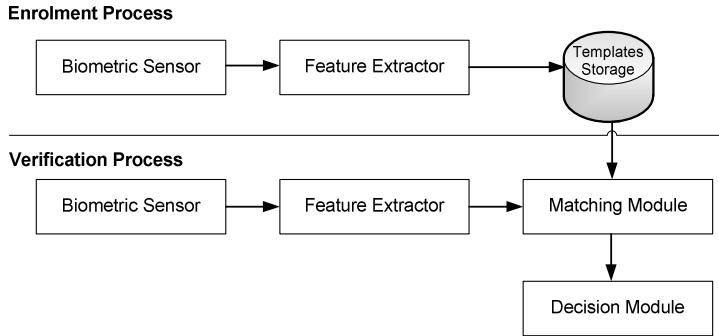 Enrolment Process
Biometric Sensor
Feature Extractor
Templates
Storage
Verification Process
Biometric Sensor
Feature Extractor
Matching Module
Decision Module